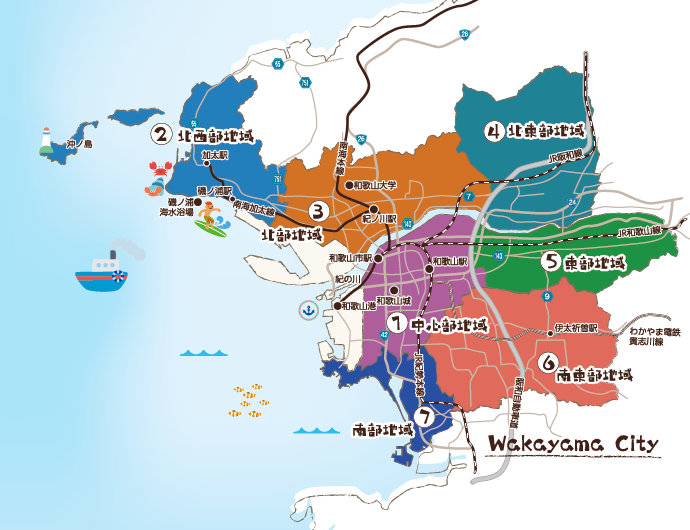 26
55
751
26
55
沖ノ島
② 北西部地域
加太駅
磯ノ浦駅
磯ノ浦
海水浴場
南海加太線
751
南海本線
④ 北東部地域
JR阪和線
24
和歌山大学
③
北部地域
紀ノ川駅
7
143
和歌山市駅
紀の川
和歌山駅
143
JR和歌山線
⑤ 東部地域
和歌山港
和歌山城
9
① 中心部地域
42
伊太祈曽駅
わかやま電鉄
貴志川線
⑥
南東部地域
JR紀勢本線
阪和自動車道
⑦
南部地域
Wakayama City